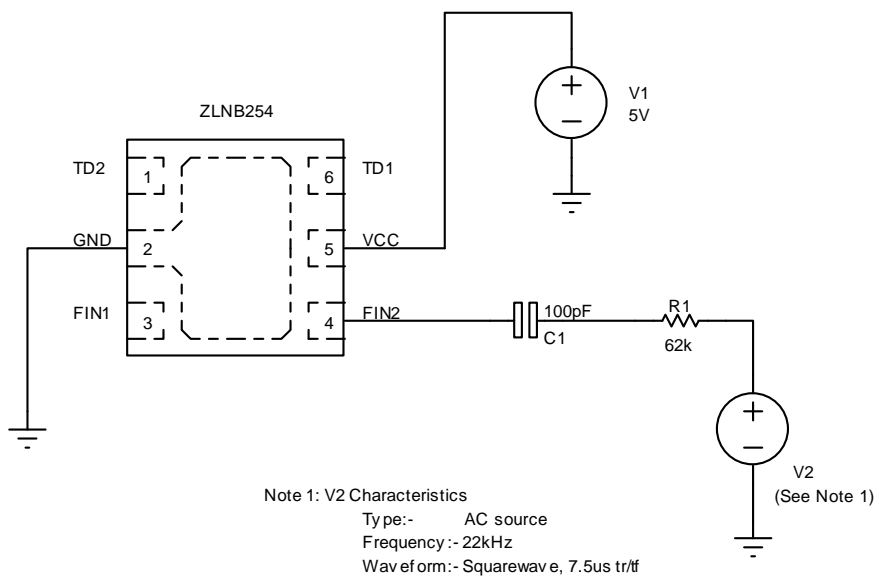 ZLNB254
V1
5V
TD2
1
6
TD1
GND
2
5
VCC
FIN1
3
4
FIN2
100pF
C1
R1
62k
V2
(See Note 1)
Note 1: V2 Characteristics
Type:- AC source
Frequency:- 22kHz
Waveform:- Squarewave, 7.5us tr/tf